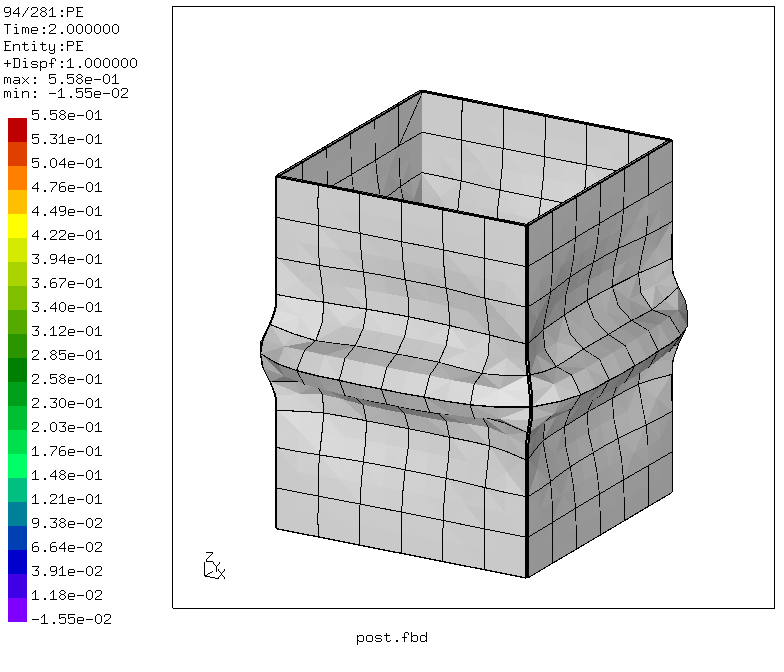 94/281:PE
Time:2.000000
Entity:PE
+Dispf:1.000000
max: 5.58e-01
min: -1.55e-02
5.58e-01
5.31e-01
5.04e-01
4.76e-01
4.49e-01
4.22e-01
3.94e-01
3.67e-01
3.40e-01
3.12e-01
2.85e-01
2.58e-01
2.30e-01
2.03e-01
1.76e-01
1.48e-01
1.21e-01
9.38e-02
6.64e-02
3.91e-02
1.18e-02
-1.55e-02
Z
Y
X
post.fbd